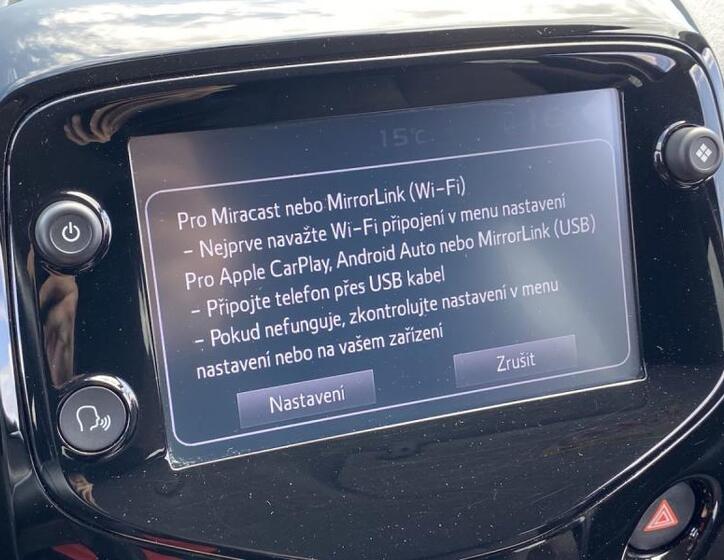 15°C
Pro Miracast nebo MirrorLink (Wi-Fi)
- Nejprve navažte Wi-Fi připojení v menu nastavení
Pro Apple CarPlay, Android Auto nebo MirrorLink (USB)
- Připojte telefon přes USB kabel
- Pokud nefunguje, zkontrolujte nastavení v menu
nastavení nebo na vašem zařízení
Nastavení
Zrušit